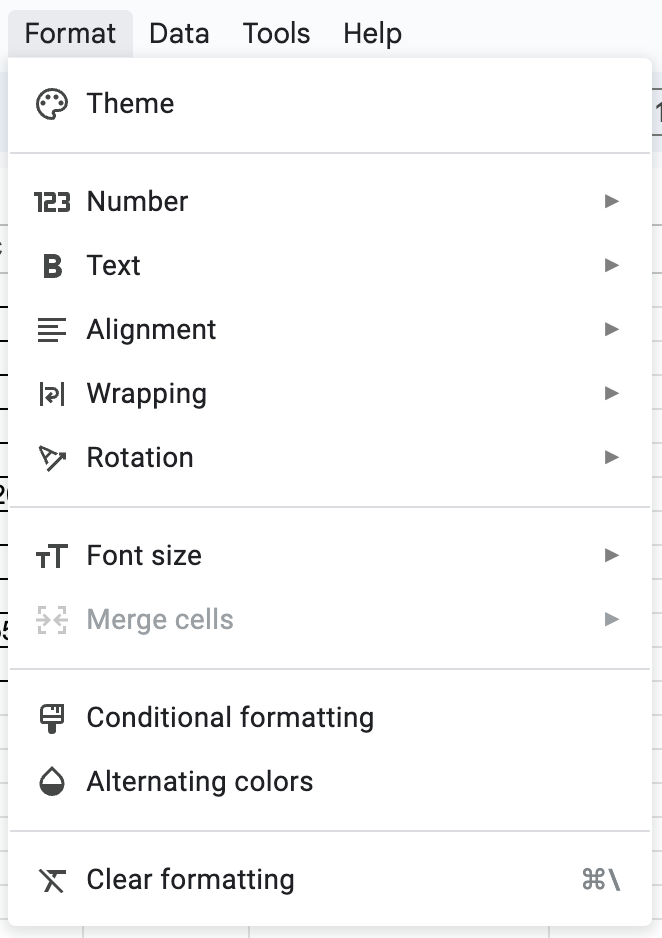 Format Data Tools Help
Theme
123 Number
B Text
Alignment
Wrapping
Rotation
Font size
Merge cells
Conditional formatting
Alternating colors
Clear formatting ⌘\